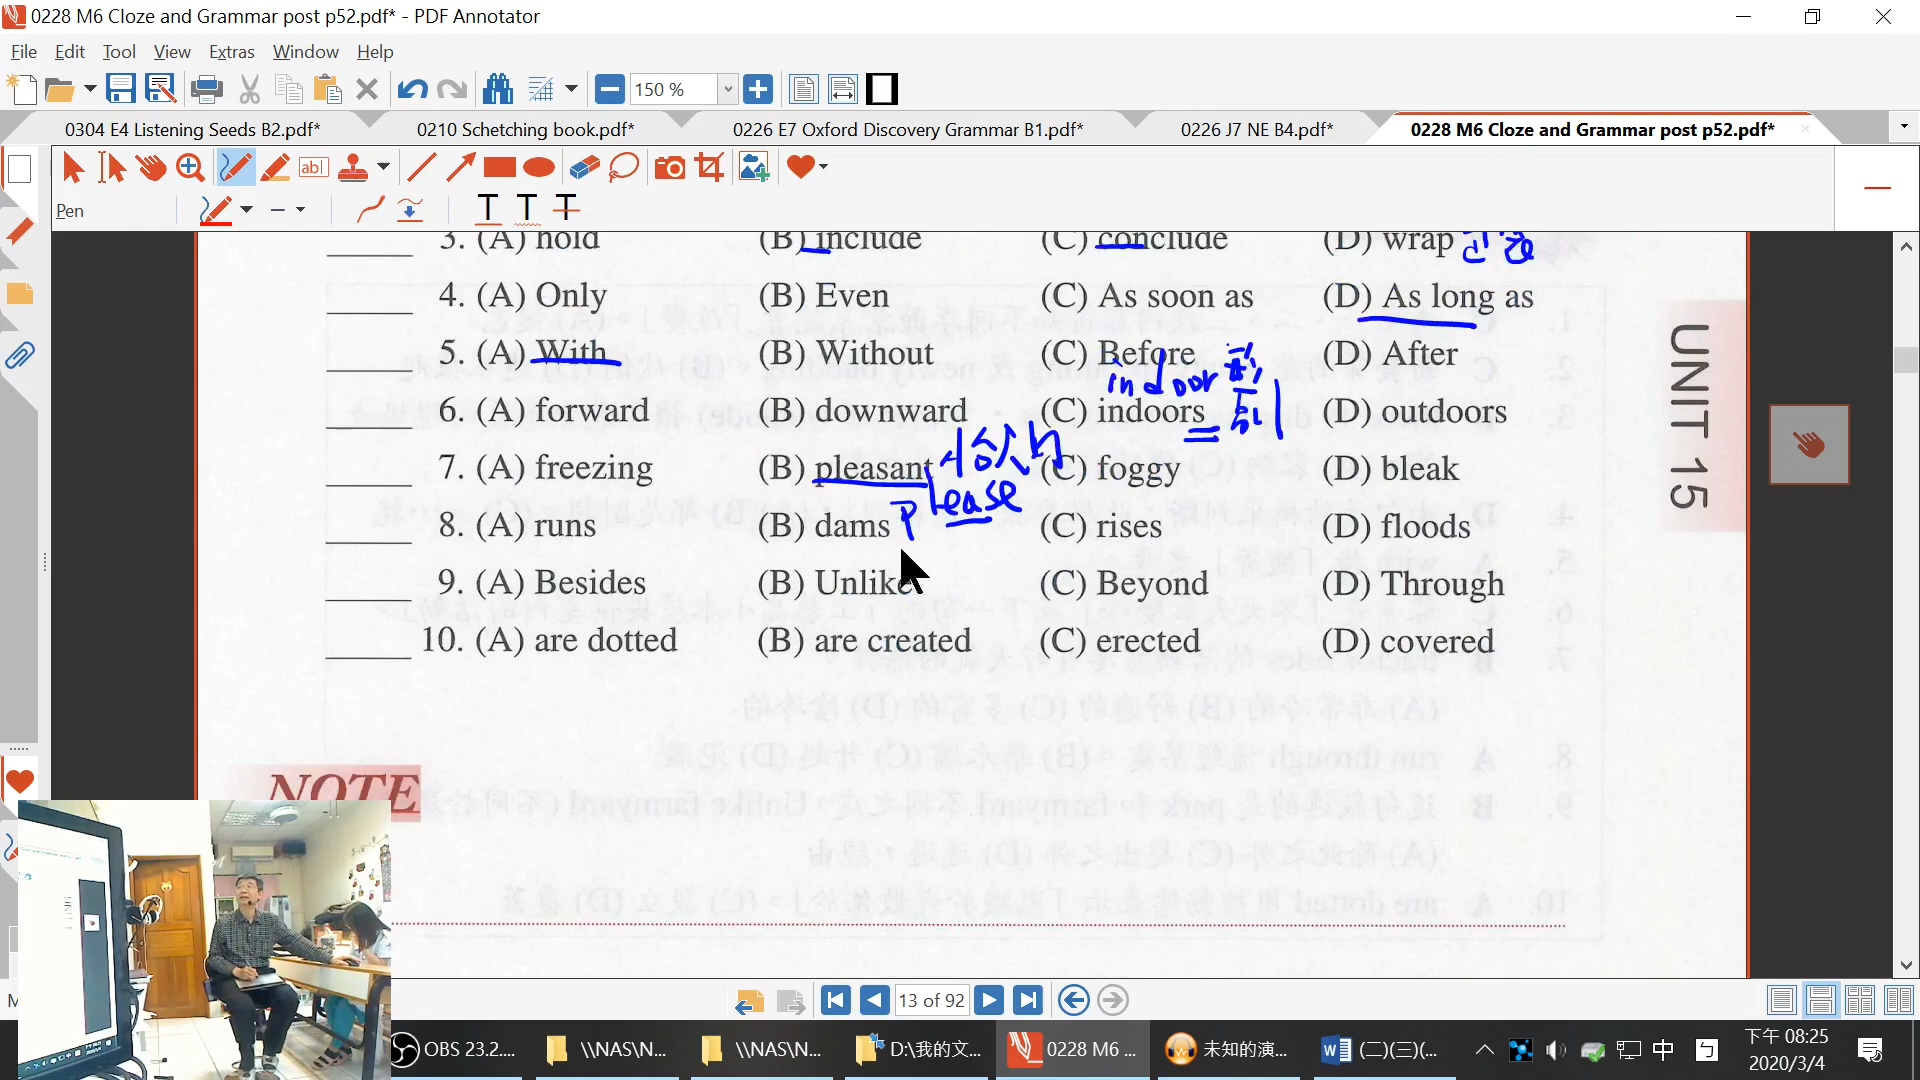 0228 M6 Cloze and Grammar post p52.pdf* - PDF Annotator
File Edit Tool View Extras Window Help
150 %
0304 E4 Listening Seeds B2.pdf*
0210 Schetching book.pdf*
0226 E7 Oxford Discovery Grammar B1.pdf*
0226 J7 NE B4.pdf*
0228 M6 Cloze and Grammar post p52.pdf*
Pen
3. (A) hold (B) include (C) conclude (D) wrap
4. (A) Only (B) Even (C) As soon as (D) As long as
5. (A) With (B) Without (C) Before (D) After
indoor
6. (A) forward (B) downward (C) indoors (D) outdoors
7. (A) freezing (B) pleasant (C) foggy (D) bleak
please
8. (A) runs (B) dams (C) rises (D) floods
9. (A) Besides (B) Unlike (C) Beyond (D) Through
10. (A) are dotted (B) are created (C) erected (D) covered
UNIT 15
NOTE
13 of 92
OBS 23.2....
\\NAS\N...
\\NAS\N...
D:\我的文...
0228 M6 ...
未知的演...
(二)(三)(...
中
ㄅ
下午 08:25
2020/3/4